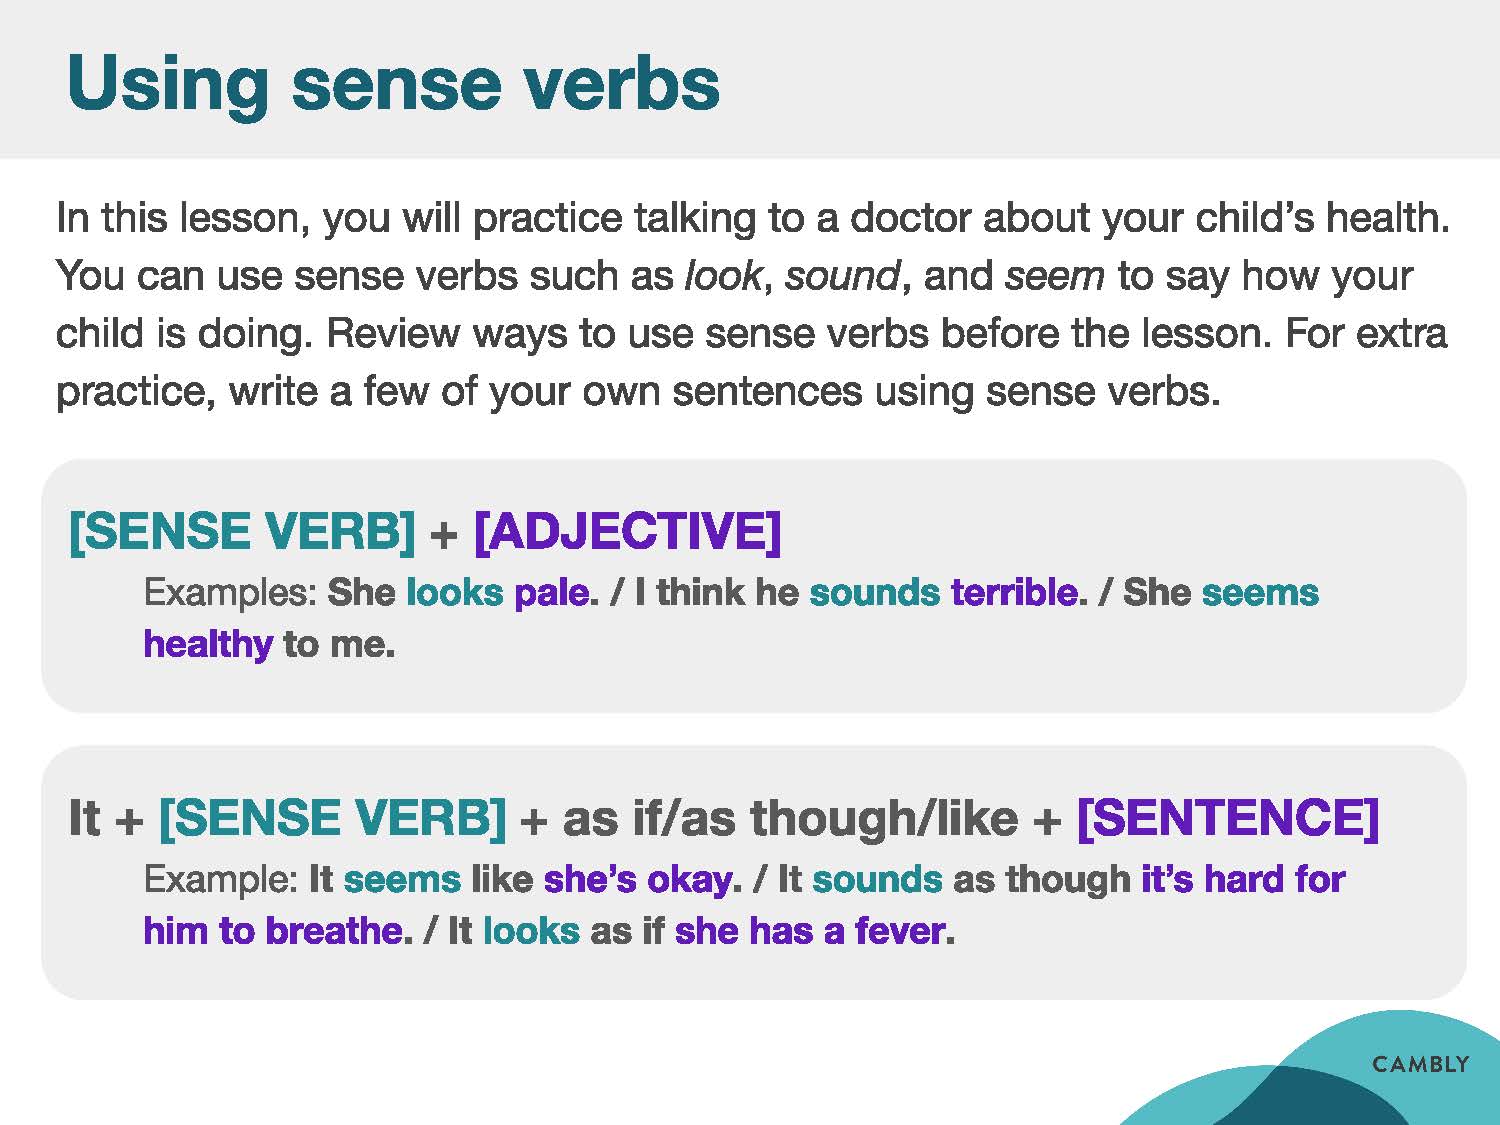 Using sense verbs
In this lesson, you will practice talking to a doctor about your child’s health.
You can use sense verbs such as look, sound, and seem to say how your
child is doing. Review ways to use sense verbs before the lesson. For extra
practice, write a few of your own sentences using sense verbs.
[SENSE VERB] + [ADJECTIVE]
Examples: She looks pale. / I think he sounds terrible. / She seems
healthy to me.
It + [SENSE VERB] + as if/as though/like + [SENTENCE]
Example: It seems like she’s okay. / It sounds as though it’s hard for
him to breathe. / It looks as if she has a fever.
CAMBLY